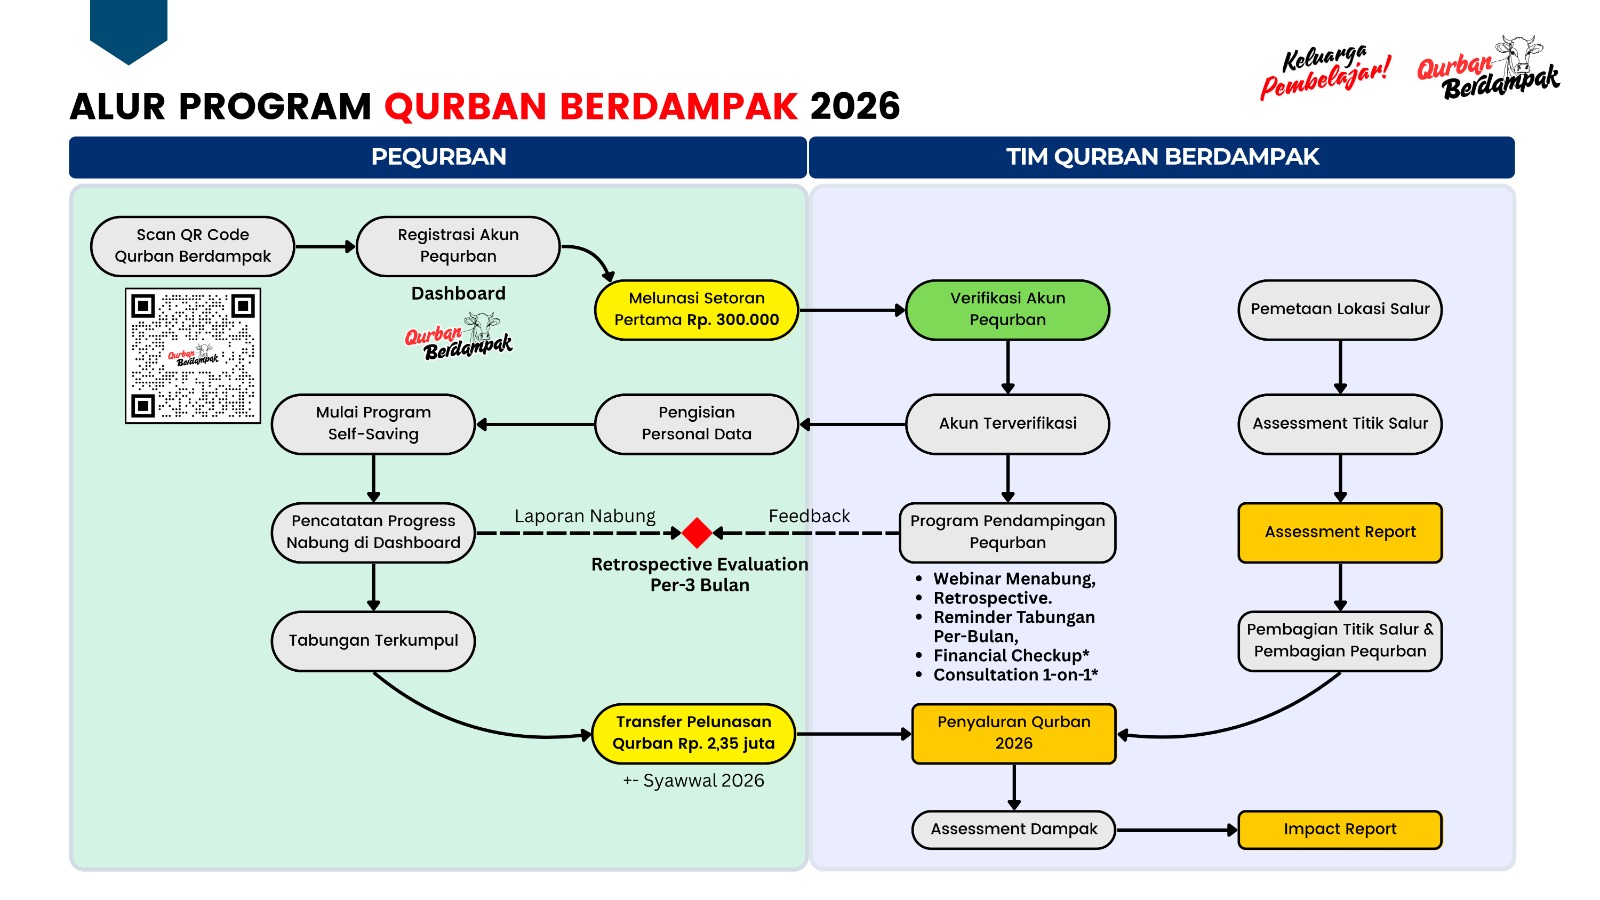 Keluarga
Pembelajar!
Qurban
Berdampak
ALUR PROGRAM QURBAN BERDAMPAK 2026
PEQURBAN
TIM QURBAN BERDAMPAK
Scan QR Code
Qurban Berdampak
Registrasi Akun
Pequrban
Dashboard
Qurban
Berdampak
Qurban
Berdampak
Melunasi Setoran
Pertama Rp. 300.000
Verifikasi Akun
Pequrban
Pemetaan Lokasi Salur
Mulai Program
Self-Saving
Pengisian
Personal Data
Akun Terverifikasi
Assessment Titik Salur
Pencatatan Progress
Nabung di Dashboard
Laporan Nabung
Feedback
Retrospective Evaluation
Per-3 Bulan
Program Pendampingan
Pequrban
• Webinar Menabung,
• Retrospective.
• Reminder Tabungan
Per-Bulan,
• Financial Checkup*
• Consultation 1-on-1*
Assessment Report
Tabungan Terkumpul
Pembagian Titik Salur &
Pembagian Pequrban
Transfer Pelunasan
Qurban Rp. 2,35 juta
+- Syawwal 2026
Penyaluran Qurban
2026
Assessment Dampak
Impact Report